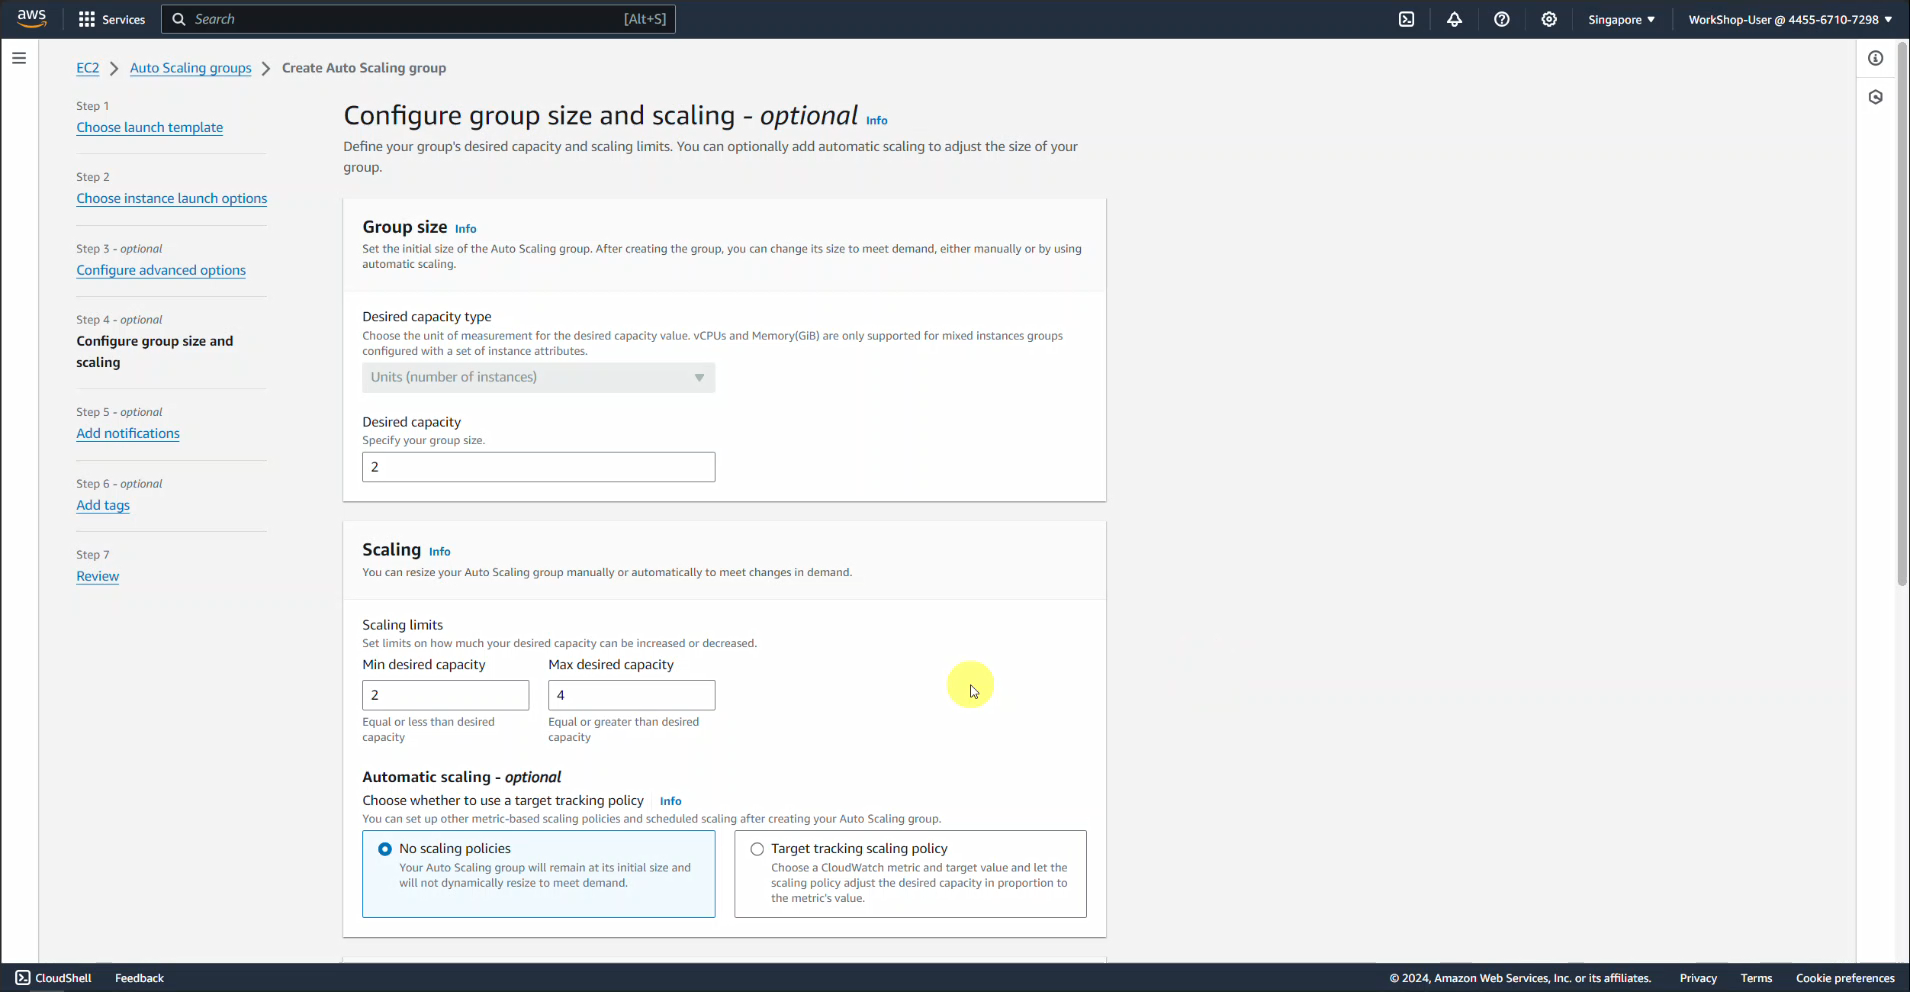 aws
Services
Search
[Alt+S]
Singapore
WorkShop-User @ 4455-6710-7298
EC2
Auto Scaling groups
Create Auto Scaling group
Step 1
Choose launch template
Step 2
Choose instance launch options
Step 3 - optional
Configure advanced options
Step 4 - optional
Configure group size and
scaling
Step 5 - optional
Add notifications
Step 6 - optional
Add tags
Step 7
Review
Configure group size and scaling - optional Info
Define your group's desired capacity and scaling limits. You can optionally add automatic scaling to adjust the size of your
group.
Group size Info
Set the initial size of the Auto Scaling group. After creating the group, you can change its size to meet demand, either manually or by using
automatic scaling.
Desired capacity type
Choose the unit of measurement for the desired capacity value. vCPUs and Memory(GiB) are only supported for mixed instances groups
configured with a set of instance attributes.
Units (number of instances)
Desired capacity
Specify your group size.
2
Scaling Info
You can resize your Auto Scaling group manually or automatically to meet changes in demand.
Scaling limits
Set limits on how much your desired capacity can be increased or decreased.
Min desired capacity
2
Equal or less than desired
capacity
Max desired capacity
4
Equal or greater than desired
capacity
Automatic scaling - optional
Choose whether to use a target tracking policy Info
You can set up other metric-based scaling policies and scheduled scaling after creating your Auto Scaling group.
No scaling policies
Your Auto Scaling group will remain at its initial size and
will not dynamically resize to meet demand.
Target tracking scaling policy
Choose a CloudWatch metric and target value and let the
scaling policy adjust the desired capacity in proportion to
the metric's value.
CloudShell
Feedback
© 2024, Amazon Web Services, Inc. or its affiliates.
Privacy
Terms
Cookie preferences